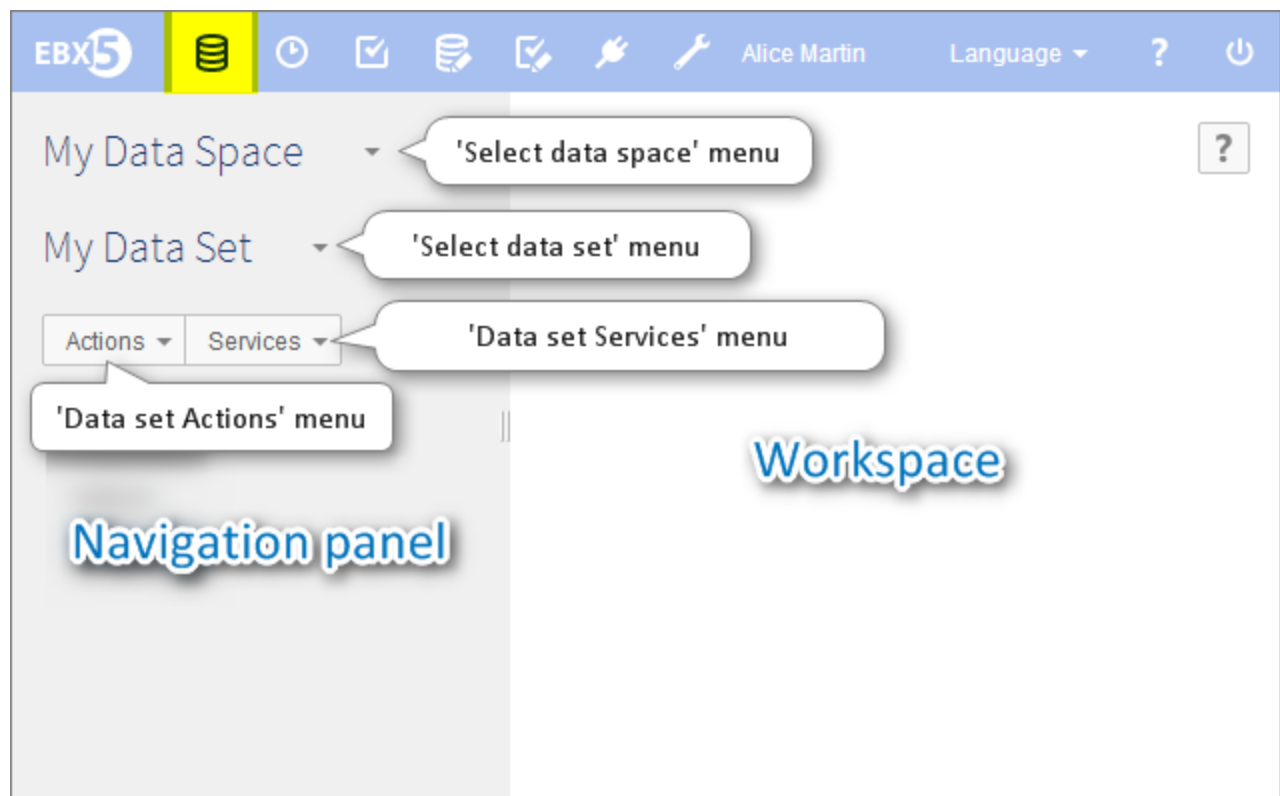 EBX5 Alice Martin Language ? 
My Data Space 'Select data space' menu ?
My Data Set 'Select data set' menu
Actions Services 'Data set Services' menu
'Data set Actions' menu
Workspace
Navigation panel